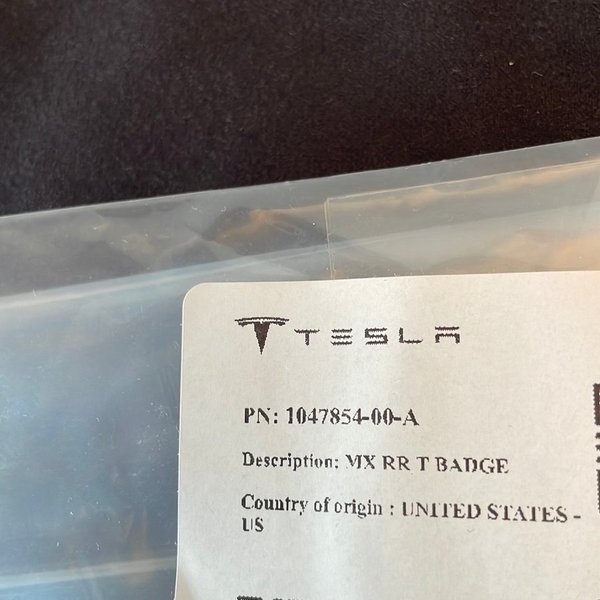 TESLA
PN: 1047854-00-A
Description: MX RR T BADGE
Country of origin : UNITED STATES -
US